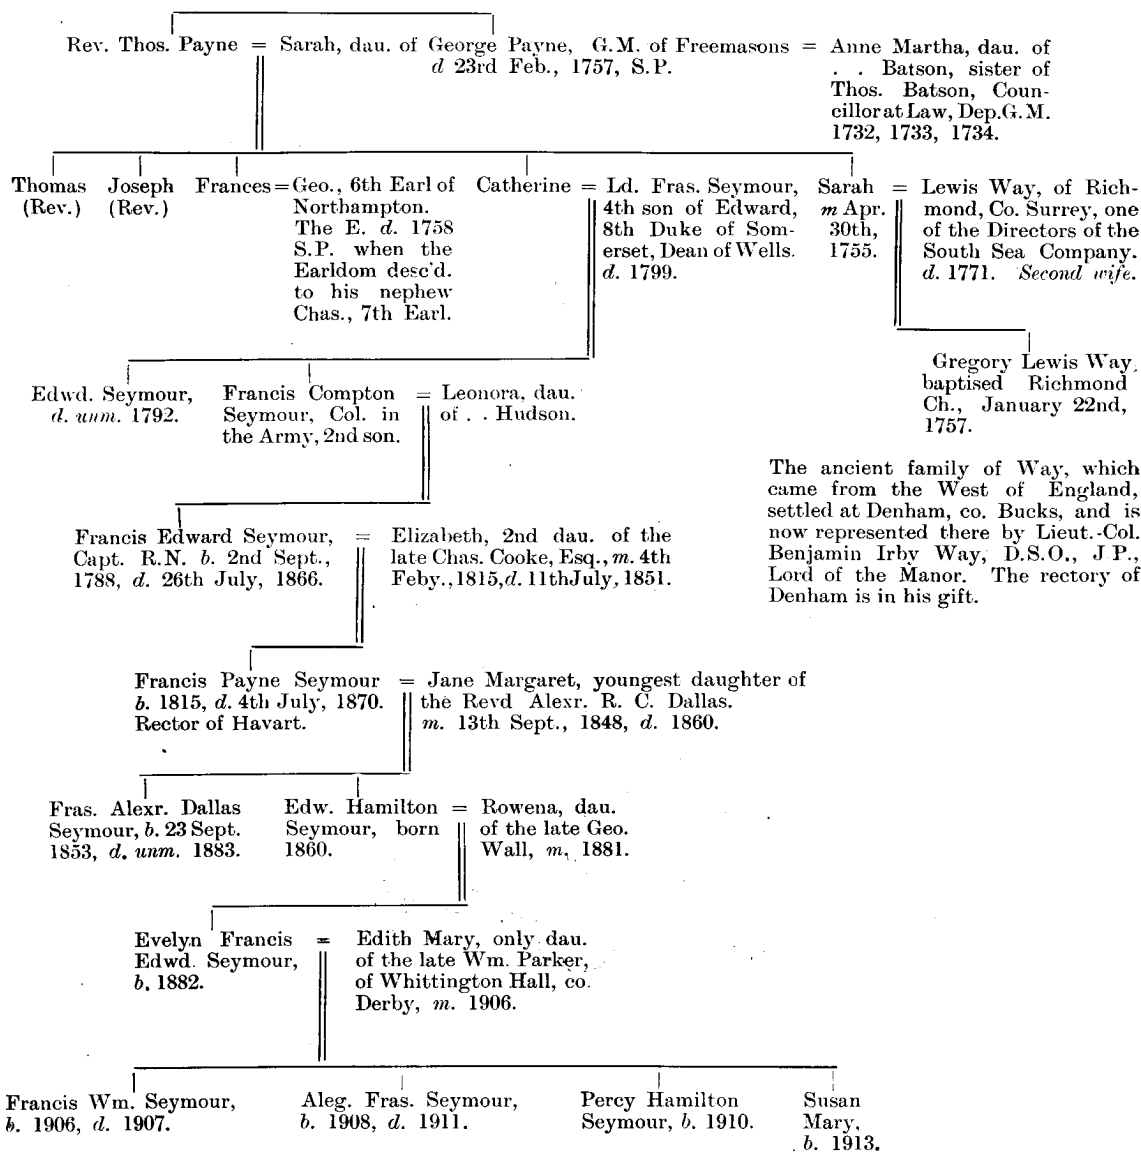 Rev. Thos. Payne = Sarah, dau. of George Payne, G.M. of Freemasons = Anne Martha, dau. of
d 23rd Feb., 1757, S.P.
. . Batson, sister of
Thos. Batson, Coun-
cillor at Law, Dep.G.M.
1732, 1733, 1734.
Thomas
(Rev.)
Joseph
(Rev.)
Frances = Geo., 6th Earl of
Northampton.
The E. d. 1758
S.P. when the
Earldom desc'd.
to his nephew
Chas., 7th Earl.
Catherine = Ld. Fras. Seymour,
4th son of Edward,
8th Duke of Som-
erset, Dean of Wells.
d. 1799.
Sarah =
m Apr.
30th,
1755.
Lewis Way, of Rich-
mond, Co. Surrey, one
of the Directors of the
South Sea Company.
d. 1771. Second wife.
Edwd. Seymour,
d. unm. 1792.
Francis Compton =
Seymour, Col. in
the Army, 2nd son.
Leonora, dau.
of . . Hudson.
Gregory Lewis Way,
baptised Richmond
Ch., January 22nd,
1757.
The ancient family of Way, which
came from the West of England,
settled at Denham, co. Bucks, and is
now represented there by Lieut.-Col.
Benjamin Irby Way, D.S.O., J P.,
Lord of the Manor. The rectory of
Denham is in his gift.
Francis Edward Seymour, =
Capt. R.N. b. 2nd Sept.,
1788, d. 26th July, 1866.
Elizabeth, 2nd dau. of the
late Chas. Cooke, Esq., m. 4th
Feby., 1815, d. 11th July, 1851.
Francis Payne Seymour =
b. 1815, d. 4th July, 1870.
Rector of Havart.
Jane Margaret, youngest daughter of
the Revd Alexr. R. C. Dallas.
m. 13th Sept., 1848, d. 1860.
Fras. Alexr. Dallas
Seymour, b. 23 Sept.
1853, d. unm. 1883.
Edw. Hamilton =
Seymour, born
1860.
Rowena, dau.
of the late Geo.
Wall, m. 1881.
Evelyn Francis =
Edwd. Seymour,
b. 1882.
Edith Mary, only dau.
of the late Wm. Parker,
of Whittington Hall, co.
Derby, m. 1906.
Francis Wm. Seymour,
b. 1906, d. 1907.
Aleg. Fras. Seymour,
b. 1908, d. 1911.
Percy Hamilton
Seymour, b. 1910.
Susan
Mary.
b. 1913.